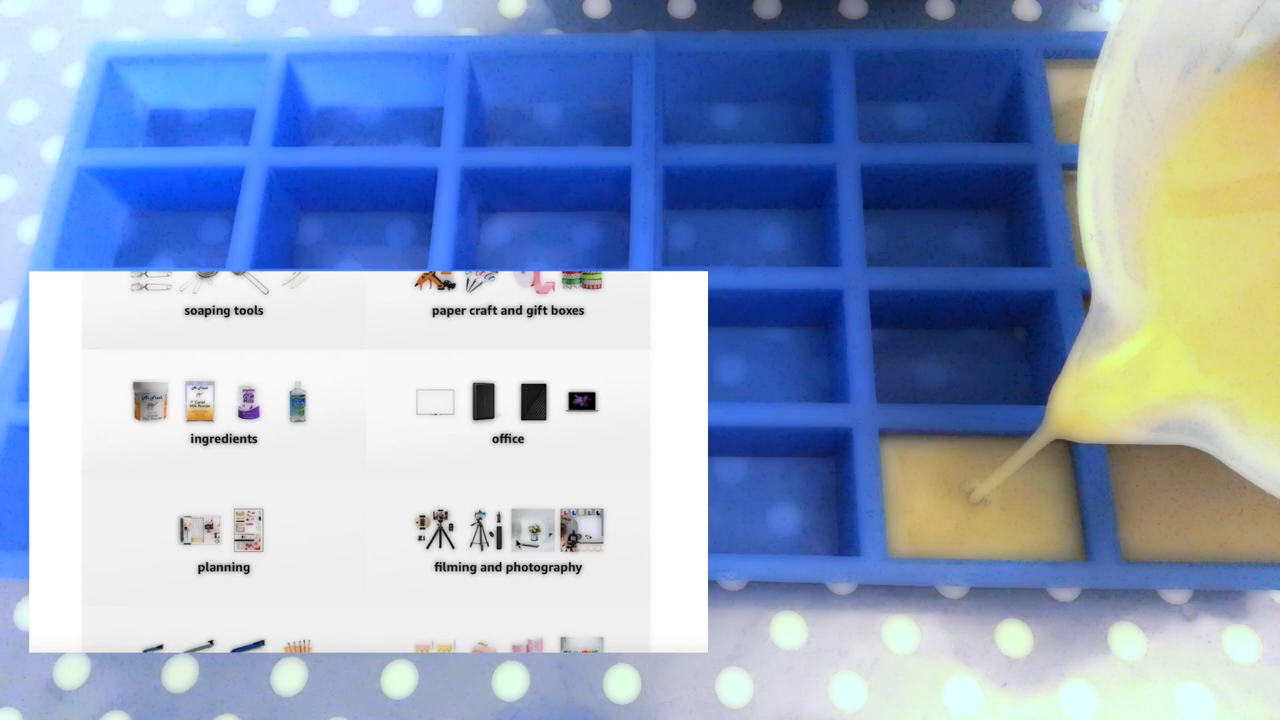 soaping tools
paper craft and gift boxes
ingredients
office
planning
filming and photography